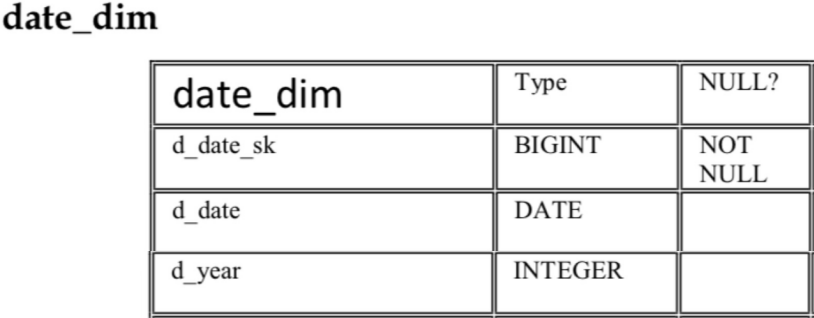 date_dim
date_dim Type NULL?
d_date_sk BIGINT NOT
NULL
d_date DATE
d_year INTEGER